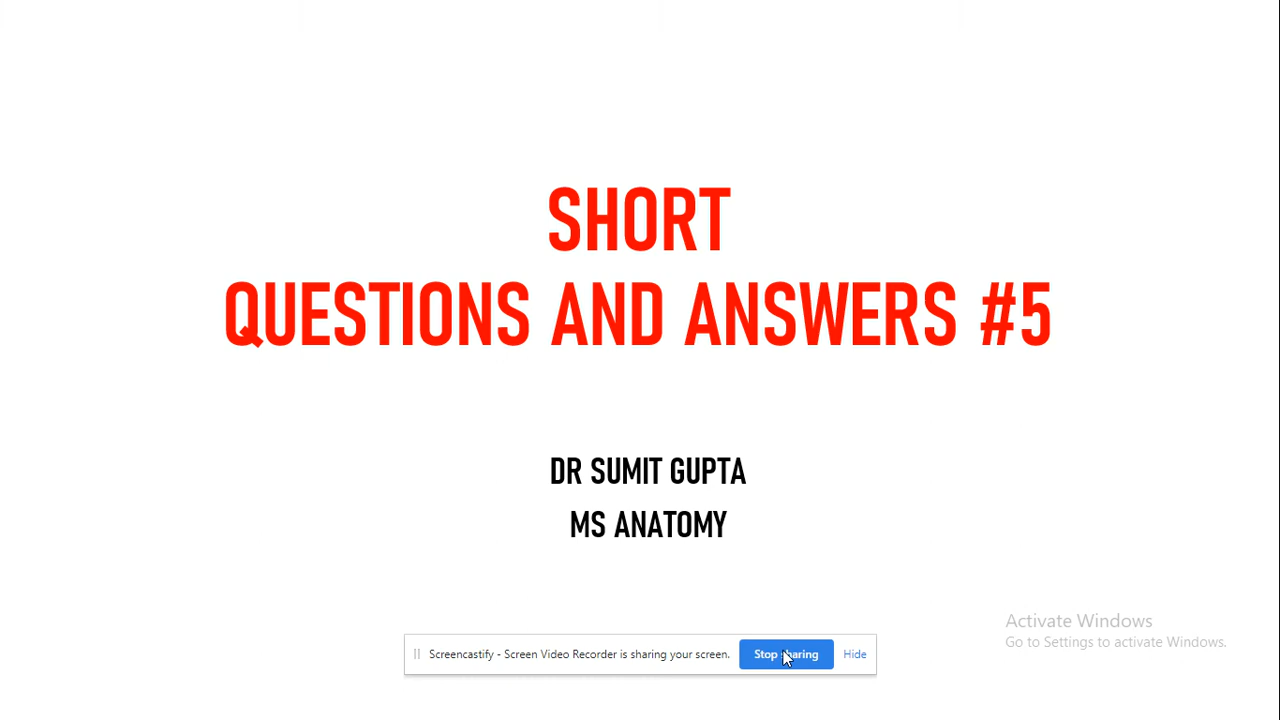 SHORT
QUESTIONS AND ANSWERS #5
DR SUMIT GUPTA
MS ANATOMY
Activate Windows
Go to Settings to activate Windows.
Screencastify - Screen Video Recorder is sharing your screen. Stop sharing Hide